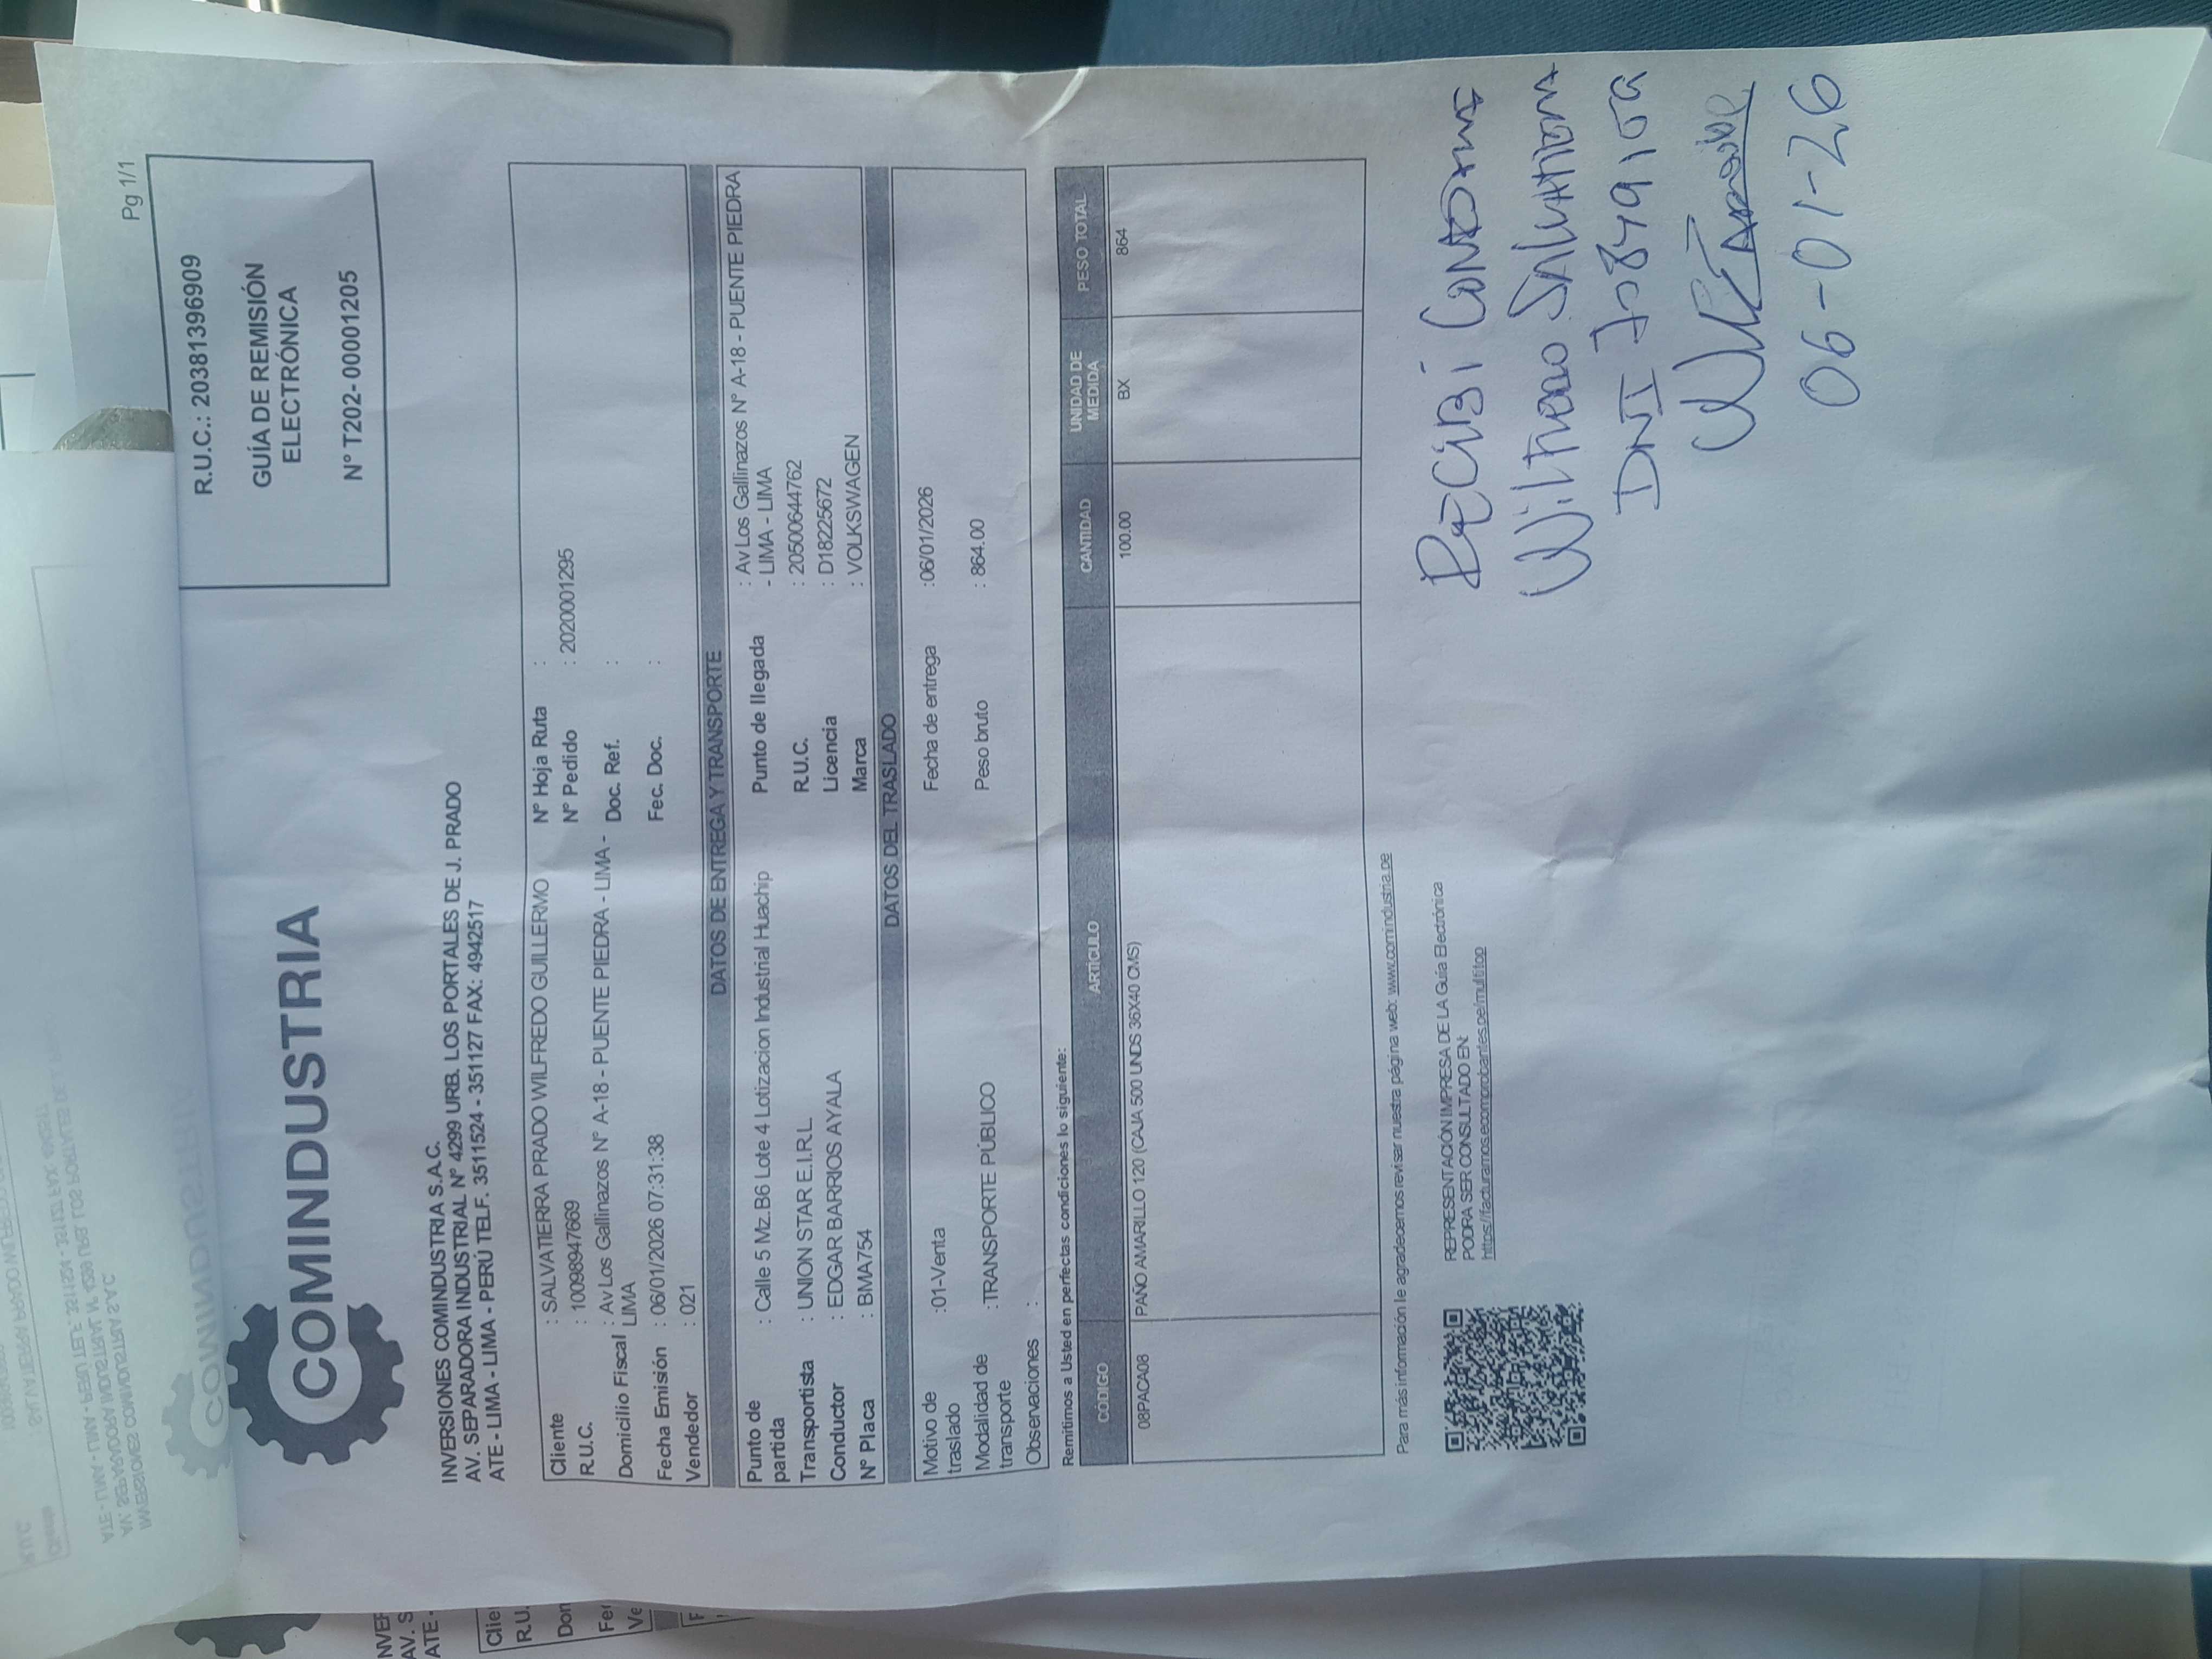 Pg 1/1
R.U.C.: 20381396909
GUÍA DE REMISIÓN
ELECTRÓNICA
N° T202-00001205
COMINDUSTRIA
INVERSIONES COMINDUSTRIA S.A.C.
AV. SEPARADORA INDUSTRIAL N° 4299 URB. LOS PORTALES DE J. PRADO
ATE - LIMA - LIMA - PERÚ TELF. 3511524 - 351127 FAX: 4942517
Cliente : SALVATIERRA PRADO WILFREDO GUILLERMO N° Hoja Ruta :
R.U.C. : 10098947669 N° Pedido : 2020001295
Domicilio Fiscal : Av Los Gallinazos N° A-18 - PUENTE PIEDRA - LIMA - Doc. Ref. :
LIMA
Fecha Emisión : 06/01/2026 07:31:38 Fec. Doc. :
Vendedor : 021
DATOS DE ENTREGA Y TRANSPORTE
Punto de : Calle 5 Mz.B6 Lote 4 Lotizacion Industrial Huachip Punto de llegada : Av Los Gallinazos N° A-18 - PUENTE PIEDRA
partida - LIMA - LIMA
Transportista : UNION STAR E.I.R.L R.U.C. : 20500644762
Conductor : EDGAR BARRIOS AYALA Licencia : D18225672
N° Placa : BMA754 Marca : VOLKSWAGEN
DATOS DEL TRASLADO
Motivo de :01-Venta Fecha de entrega :06/01/2026
traslado
Modalidad de :TRANSPORTE PÚBLICO Peso bruto : 864.00
transporte
Observaciones :
Remitimos a Usted en perfectas condiciones lo siguiente:
CÓDIGO ARTÍCULO CANTIDAD UNIDAD DE MEDIDA PESO TOTAL
08PACA08 PAÑO AMARILLO 120 (CAJA 500 UNDS 36X40 CMS) 100.00 BX 864
Para más información le agradecemos revisar nuestra página web: www.comindustria.pe
REPRESENTACIÓN IMPRESA DE LA Guía Electrónica
PODRA SER CONSULTADO EN:
https://facturamos.ecomprobantes.pe/multitop
Recibí Conforme
Wilfredo
DNI
06-01-26